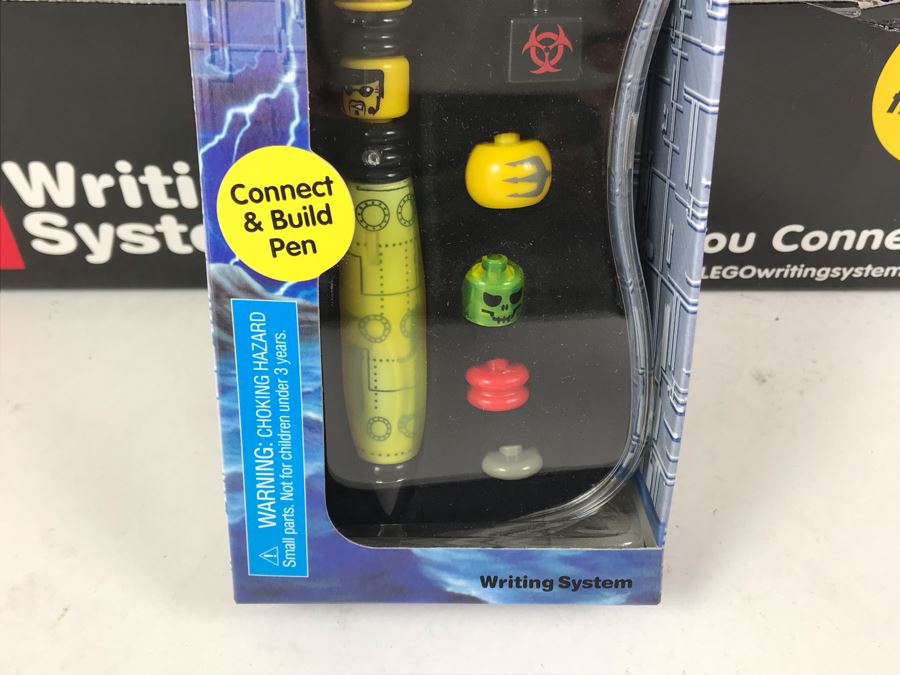 Writi
Syste
Connect
& Build
Pen
ou Conne
LEGOwritingsystem
WARNING: CHOKING HAZARD
Small parts. Not for children under 3 years.
Writing System